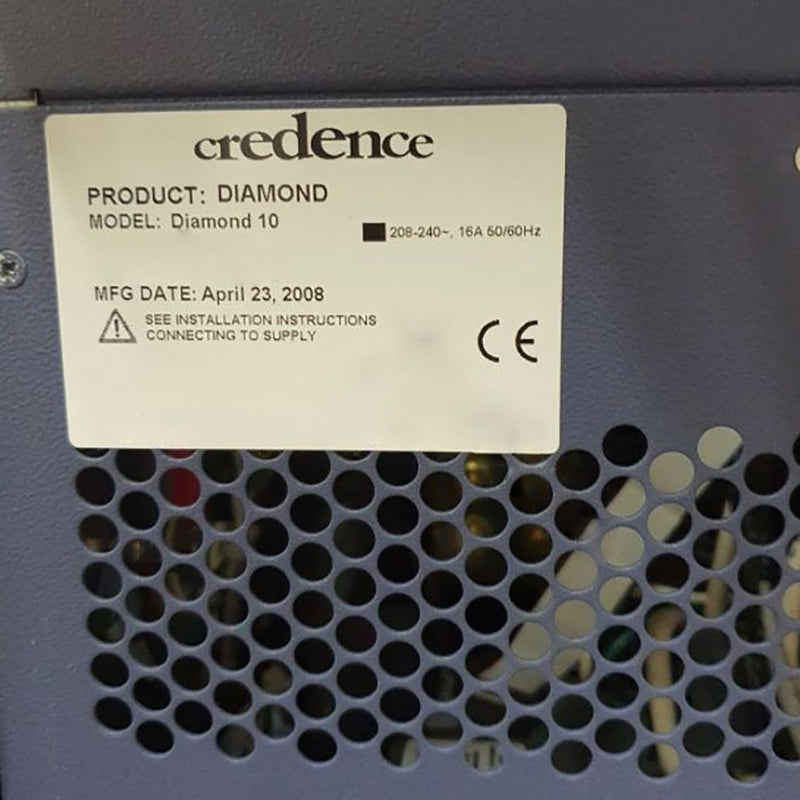 credence
PRODUCT: DIAMOND
MODEL: Diamond 10
208-240~, 16A 50/60Hz
MFG DATE: April 23, 2008
SEE INSTALLATION INSTRUCTIONS
CONNECTING TO SUPPLY
CE